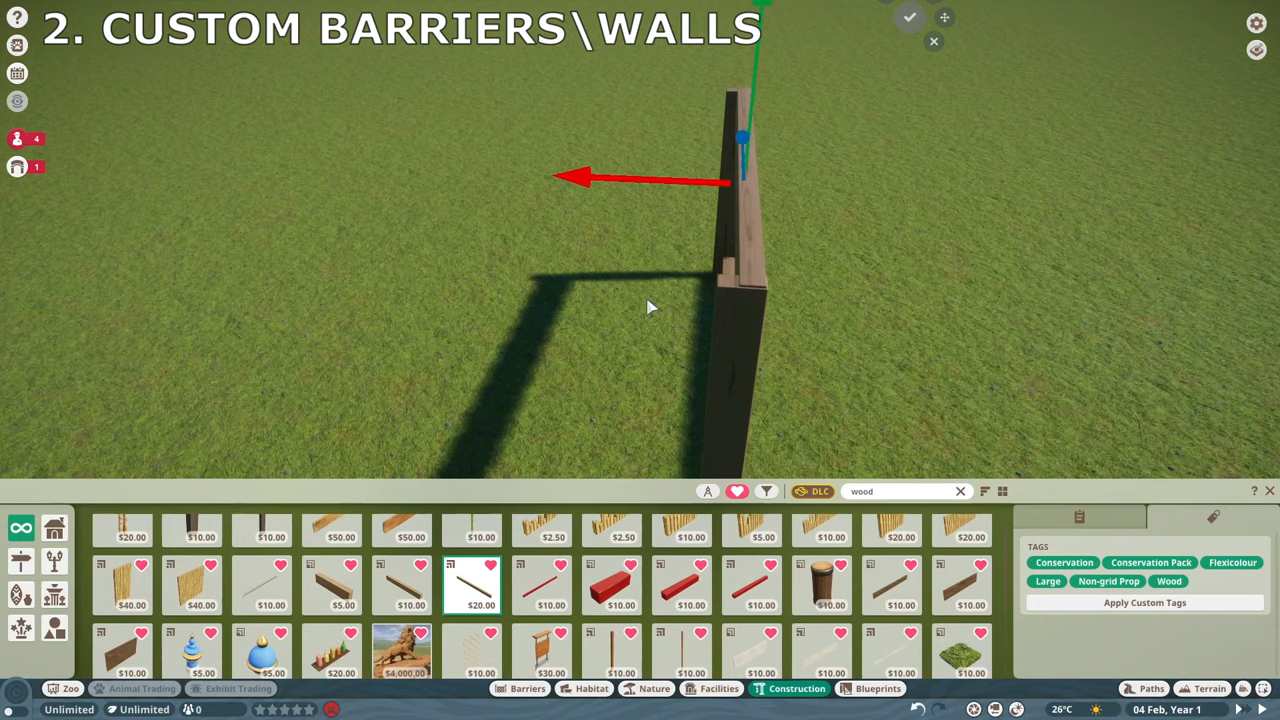 2. CUSTOM BARRIERS\WALLS
4
1
DLC
wood
$20.00 $10.00 $10.00 $50.00 $50.00 $10.00 $2.50 $2.50 $10.00 $5.00 $10.00 $20.00 $20.00
$40.00 $40.00 $10.00 $5.00 $10.00 $20.00 $10.00 $10.00 $10.00 $10.00 $10.00 $10.00 $10.00
$10.00 $5.00 $5.00 $20.00 $4,000.00 $10.00 $30.00 $10.00 $10.00 $10.00 $10.00 $10.00 $10.00
TAGS
Conservation Conservation Pack Flexicolour
Large Non-grid Prop Wood
Apply Custom Tags
Zoo Animal Trading Exhibit Trading Barriers Habitat Nature Facilities Construction Blueprints Paths Terrain
Unlimited Unlimited 0 26°C 04 Feb, Year 1